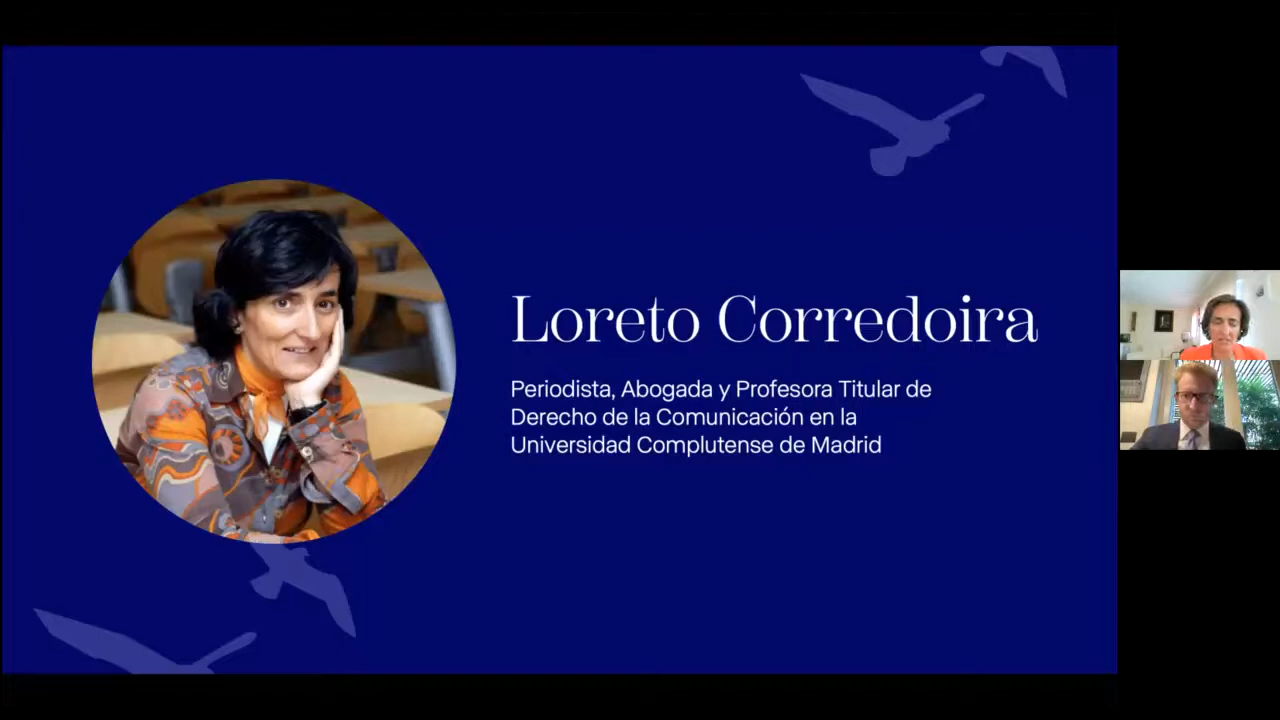 Loreto Corredoira
Periodista, Abogada y Profesora Titular de
Derecho de la Comunicación en la
Universidad Complutense de Madrid